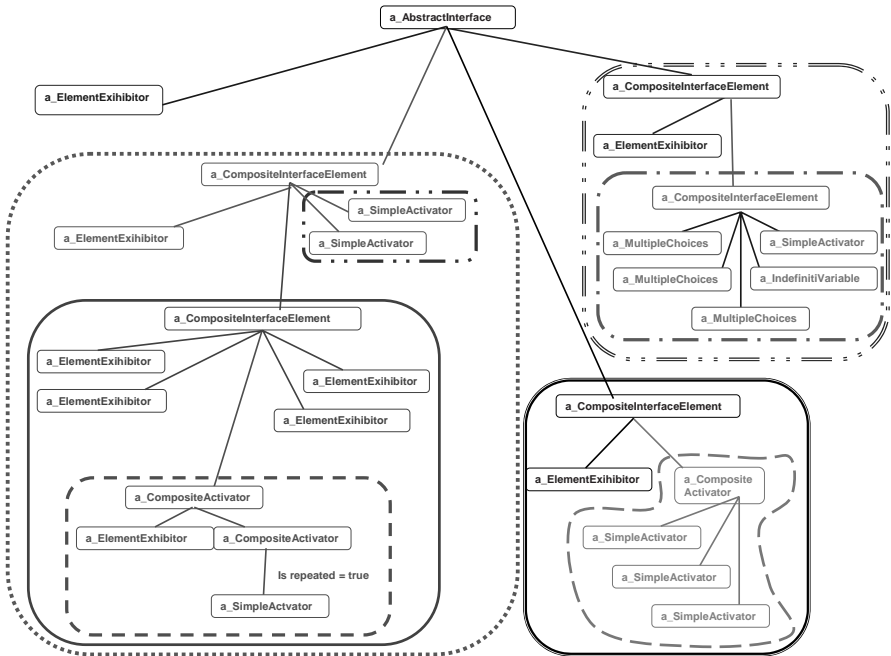 a_AbstractInterface
a_ElementExihibitor
a_CompositeInterfaceElement
a_ElementExihibitor
a_SimpleActivator
a_SimpleActivator
a_CompositeInterfaceElement
a_ElementExihibitor
a_ElementExihibitor
a_ElementExihibitor
a_ElementExihibitor
a_CompositeActivator
a_ElementExhibitor
a_CompositeActivator
Is repeated = true
a_SimpleActvator
a_CompositeInterfaceElement
a_ElementExihibitor
a_CompositeInterfaceElement
a_MultipleChoices
a_SimpleActivator
a_MultipleChoices
a_IndefinitiVariable
a_MultipleChoices
a_CompositeInterfaceElement
a_ElementExihibitor
a_Composite
Activator
a_SimpleActivator
a_SimpleActivator
a_SimpleActivator